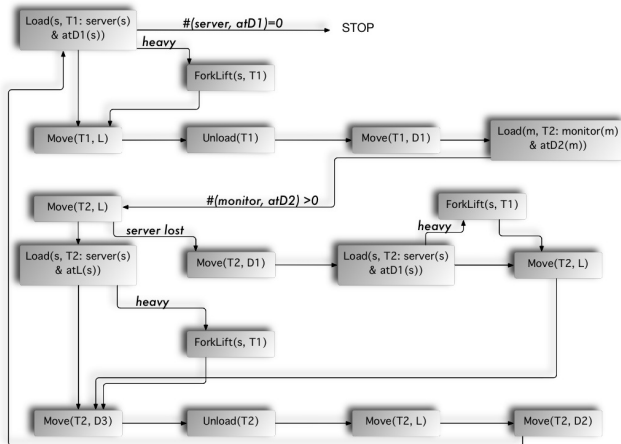 Load(s, T1: server(s)
& atD1(s))
#(server, atD1)=0
STOP
heavy
ForkLift(s, T1)
Move(T1, L)
Unload(T1)
Move(T1, D1)
Load(m, T2: monitor(m)
& atD2(m))
#(monitor, atD2) >0
Move(T2, L)
ForkLift(s, T1)
server lost
heavy
Load(s, T2: server(s)
& atL(s))
Move(T2, D1)
Load(s, T2: server(s)
& atD1(s))
Move(T2, L)
heavy
ForkLift(s, T1)
Move(T2, D3)
Unload(T2)
Move(T2, L)
Move(T2, D2)